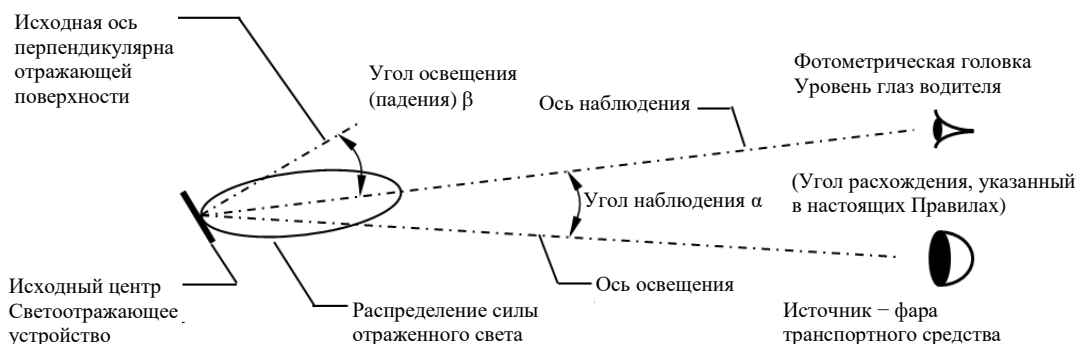 Исходная ось
перпендикулярна
отражающей
поверхности
Угол освещения
(падения) β
Ось наблюдения
Фотометрическая головка
Уровень глаз водителя
Угол наблюдения α
(Угол расхождения, указанный
в настоящих Правилах)
Исходный центр
Светоотражающее
устройство
Распределение силы
отраженного света
Ось освещения
Источник − фара
транспортного средства